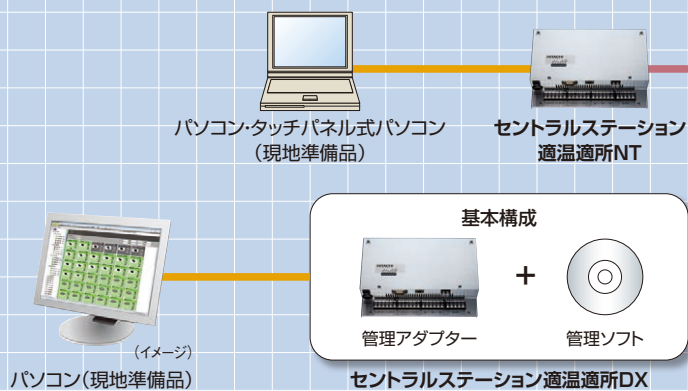 HITACHI
パソコン・タッチパネル式パソコン
（現地準備品）
セントラルステーション
適温適所NT
基本構成
HITACHI
+
管理アダプター
管理ソフト
（イメージ）
パソコン（現地準備品）
セントラルステーション適温適所DX